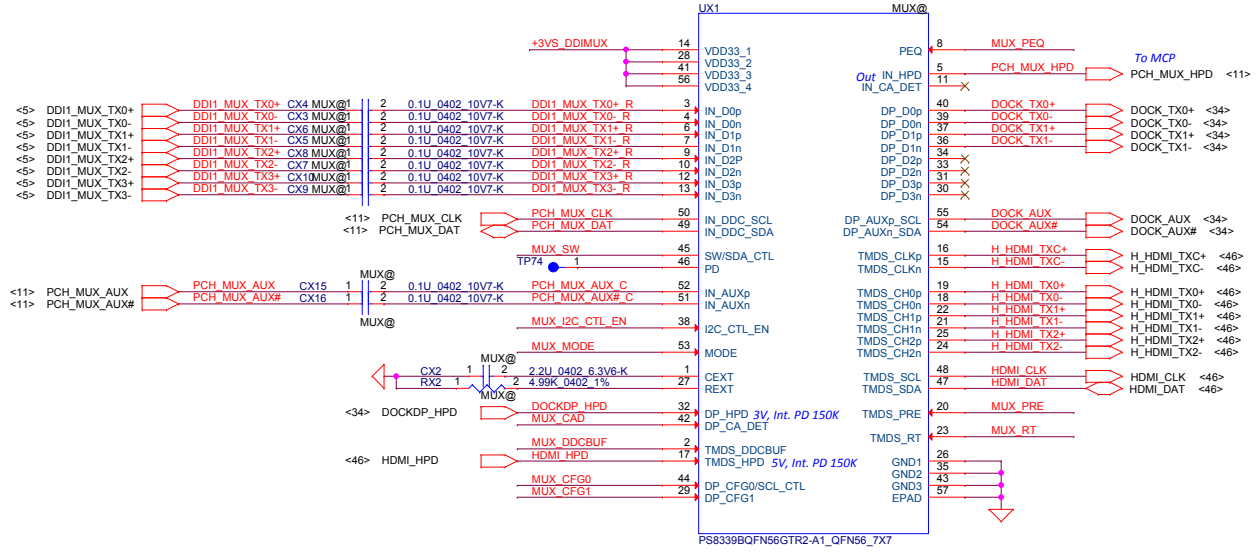 UX1 MUX@
+3VS_DDIMUX 14 VDD33_1 PEQ 8 MUX_PEQ
28 VDD33_2 To MCP
41 VDD33_3 Out IN_HPD 5 PCH_MUX_HPD PCH_MUX_HPD <11>
56 VDD33_4 IN_CA_DET 11
<5> DDI1_MUX_TX0+ DDI1_MUX_TX0+ CX4 MUX@ 1 2 0.1U_0402_10V7-K DDI1_MUX_TX0+_R 3 IN_D0p DP_D0p 40 DOCK_TX0+ DOCK_TX0+ <34>
<5> DDI1_MUX_TX0- DDI1_MUX_TX0- CX3 MUX@ 1 2 0.1U_0402_10V7-K DDI1_MUX_TX0-_R 4 IN_D0n DP_D0n 39 DOCK_TX0- DOCK_TX0- <34>
<5> DDI1_MUX_TX1+ DDI1_MUX_TX1+ CX6 MUX@ 1 2 0.1U_0402_10V7-K DDI1_MUX_TX1+_R 6 IN_D1p DP_D1p 37 DOCK_TX1+ DOCK_TX1+ <34>
<5> DDI1_MUX_TX1- DDI1_MUX_TX1- CX5 MUX@ 1 2 0.1U_0402_10V7-K DDI1_MUX_TX1-_R 7 IN_D1n DP_D1n 36 DOCK_TX1- DOCK_TX1- <34>
<5> DDI1_MUX_TX2+ DDI1_MUX_TX2+ CX8 MUX@ 1 2 0.1U_0402_10V7-K DDI1_MUX_TX2+_R 9 IN_D2P DP_D2p 34
<5> DDI1_MUX_TX2- DDI1_MUX_TX2- CX7 MUX@ 1 2 0.1U_0402_10V7-K DDI1_MUX_TX2-_R 10 IN_D2n DP_D2n 33
<5> DDI1_MUX_TX3+ DDI1_MUX_TX3+ CX10 MUX@ 1 2 0.1U_0402_10V7-K DDI1_MUX_TX3+_R 12 IN_D3p DP_D3p 31
<5> DDI1_MUX_TX3- DDI1_MUX_TX3- CX9 MUX@ 1 2 0.1U_0402_10V7-K DDI1_MUX_TX3-_R 13 IN_D3n DP_D3n 30
<11> PCH_MUX_CLK PCH_MUX_CLK 50 IN_DDC_SCL DP_AUXp_SCL 55 DOCK_AUX DOCK_AUX <34>
<11> PCH_MUX_DAT PCH_MUX_DAT 49 IN_DDC_SDA DP_AUXn_SDA 54 DOCK_AUX# DOCK_AUX# <34>
MUX_SW 45 SW/SDA_CTL TMDS_CLKp 16 H_HDMI_TXC+ H_HDMI_TXC+ <46>
TP74 1 46 PD TMDS_CLKn 15 H_HDMI_TXC- H_HDMI_TXC- <46>
MUX@
<11> PCH_MUX_AUX PCH_MUX_AUX CX15 1 2 0.1U_0402_10V7-K PCH_MUX_AUX_C 52 IN_AUXp TMDS_CH0p 19 H_HDMI_TX0+ H_HDMI_TX0+ <46>
<11> PCH_MUX_AUX# PCH_MUX_AUX# CX16 1 2 0.1U_0402_10V7-K PCH_MUX_AUX#_C 51 IN_AUXn TMDS_CH0n 18 H_HDMI_TX0- H_HDMI_TX0- <46>
MUX@
TMDS_CH1p 22 H_HDMI_TX1+ H_HDMI_TX1+ <46>
MUX_I2C_CTL_EN 38 I2C_CTL_EN TMDS_CH1n 21 H_HDMI_TX1- H_HDMI_TX1- <46>
TMDS_CH2p 25 H_HDMI_TX2+ H_HDMI_TX2+ <46>
MUX_MODE 53 MODE TMDS_CH2n 24 H_HDMI_TX2- H_HDMI_TX2- <46>
MUX@
CX2 1 2 2.2U_0402_6.3V6-K 1 CEXT TMDS_SCL 48 HDMI_CLK HDMI_CLK <46>
RX2 1 2 4.99K_0402_1% 27 REXT TMDS_SDA 47 HDMI_DAT HDMI_DAT <46>
MUX@
<34> DOCKDP_HPD DOCKDP_HPD 32 DP_HPD 3V, Int. PD 150K TMDS_PRE 20 MUX_PRE
MUX_CAD 42 DP_CA_DET
TMDS_RT 23 MUX_RT
MUX_DDCBUF 2 TMDS_DDCBUF
<46> HDMI_HPD HDMI_HPD 17 TMDS_HPD 5V, Int. PD 150K GND1 26
GND2 35
MUX_CFG0 44 DP_CFG0/SCL_CTL GND3 43
MUX_CFG1 29 DP_CFG1 EPAD 57
PS8339BQFN56GTR2-A1_QFN56_7X7